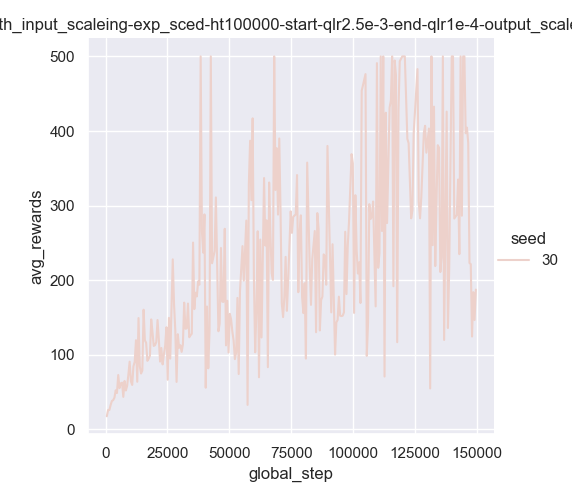 th_input_scaleing-exp_sced-ht100000-start-qlr2.5e-3-end-qlr1e-4-output_scale
500
400
300
200
100
0
avg_rewards
0 25000 50000 75000 100000 125000 150000
global_step
seed
30